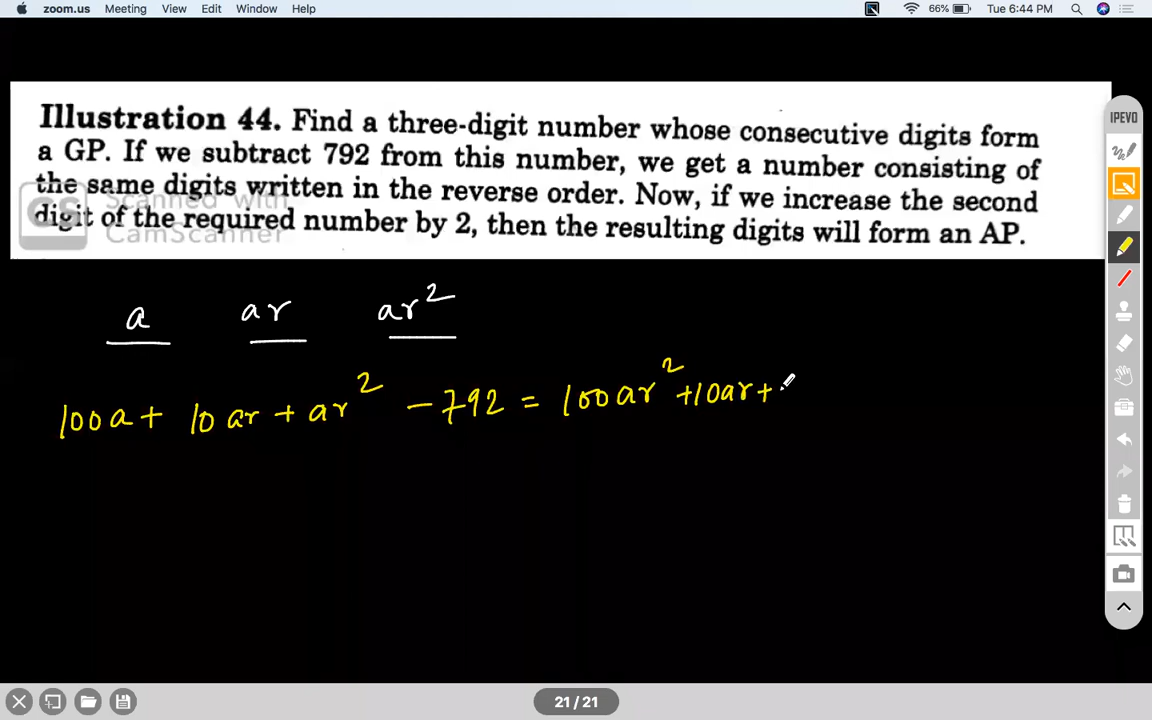 zoom.us Meeting View Edit Window Help 66% Tue 6:44 PM
Illustration 44. Find a three-digit number whose consecutive digits form
a GP. If we subtract 792 from this number, we get a number consisting of
the same digits written in the reverse order. Now, if we increase the second
digit of the required number by 2, then the resulting digits will form an AP.
CS Scanned with
CamScanner
IPEVO
a ar ar²
100a + 10ar + ar² - 792 = 100ar² +10ar+
21 / 21